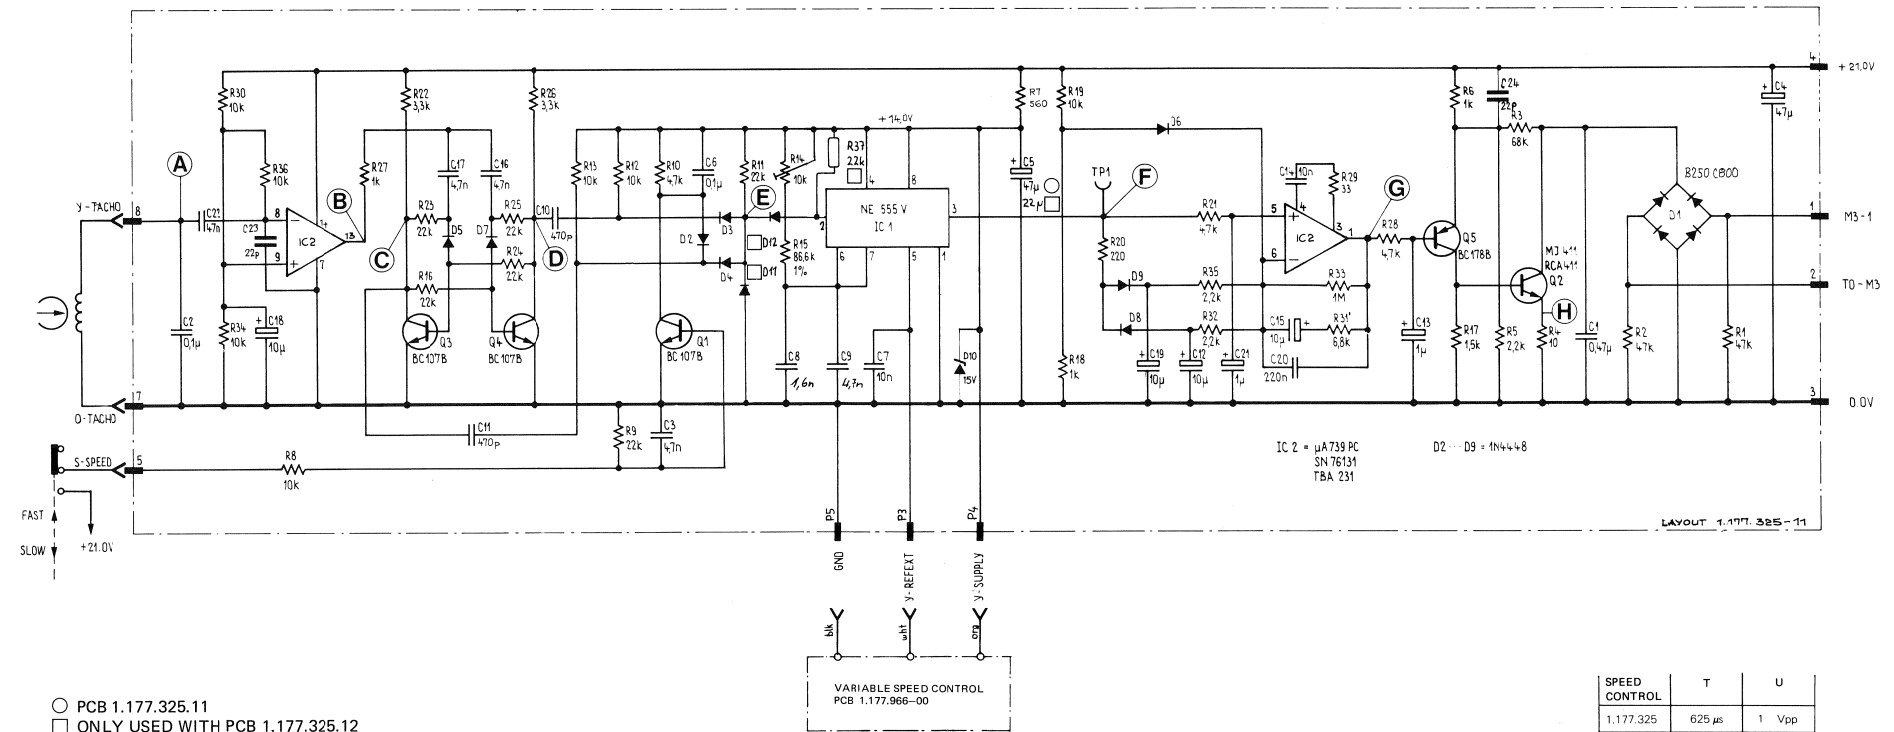 4
+ 21.0V
R30
10k
R22
3,3k
R26
3,3k
R7
560
R19
10k
R6
1k
C24
22p
R3
68k
+
C4
47µ
+ 14,0V
D6
A
R36
10k
R27
1k
C17
4,7n
C16
4,7n
R13
10k
R12
10k
R10
4,7k
C6
0,1µ
R11
22k
R14
10k
R37
22k
+
C5
47µ
22µ
TP1
F
C14
10n
R29
33
G
B250 C800
Y-TACHO
8
C22
47n
C23
22p
8
9
14
7
13
IC2
B
R23
22k
R25
22k
D5
D7
R24
22k
R16
22k
C10
470p
C
D
E
D3
D2
D4
D12
D11
R15
86,6k
1%
NE 555 V
IC 1
4
8
2
3
6
7
5
1
R21
4,7k
5
6
4
3
1
IC2
R28
4,7k
Q5
BC178B
MJ 411
RCA411
Q2
D1
1
M3-1
2
TO-M3
R20
220
D9
R35
2,2k
R33
1M
D8
R32
2,2k
C15
10µ
+
R31'
6,8k
C20
220n
+
C13
1µ
H
C2
0,1µ
R34
10k
+
C18
10µ
Q3
BC107B
Q4
BC107B
Q1
BC107B
C8
1,6n
C9
4,7n
C7
10n
D10
15V
R18
1k
+
C19
10µ
+
C12
10µ
+
C21
1µ
R17
1,5k
R5
2,2k
R4
10
C1
0,47µ
R2
47k
R1
47k
7
O-TACHO
3
0.0V
C11
470p
R9
22k
C3
4,7n
S-SPEED
5
R8
10k
IC 2 = µA739 PC
SN 76131
TBA 231
D2 ··· D9 = 1N4448
FAST
SLOW
+21.0V
P5
P3
P4
LAYOUT 1.177.325-11
GND
Y-REFEXT
Y-SUPPLY
blk
wht
org
VARIABLE SPEED CONTROL
PCB 1.177.966–00
PCB 1.177.325.11
ONLY USED WITH PCB 1.177.325.12
SPEED CONTROL
T
U
1.177.325
625 µs
1 Vpp